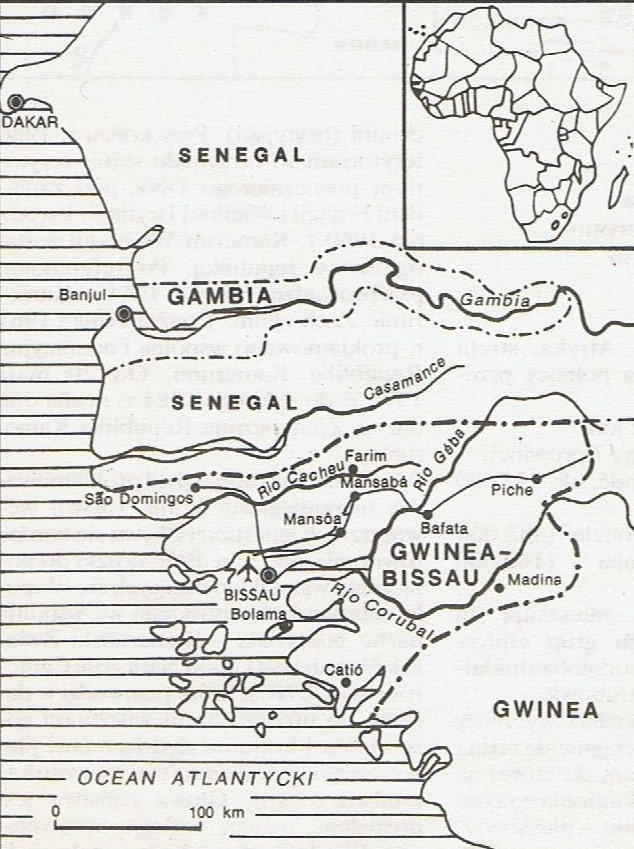 DAKAR
SENEGAL
Banjul
GAMBIA
Gambia
SENEGAL
Casamance
São Domingos
Rio Cacheu
Farim
Mansabá
Rio Géba
Piche
Mansôa
Bafata
GWINEA-
BISSAU
Madina
BISSAU
Bolama
Rio Corubal
Catió
GWINEA
OCEAN ATLANTYCKI
0 100 km